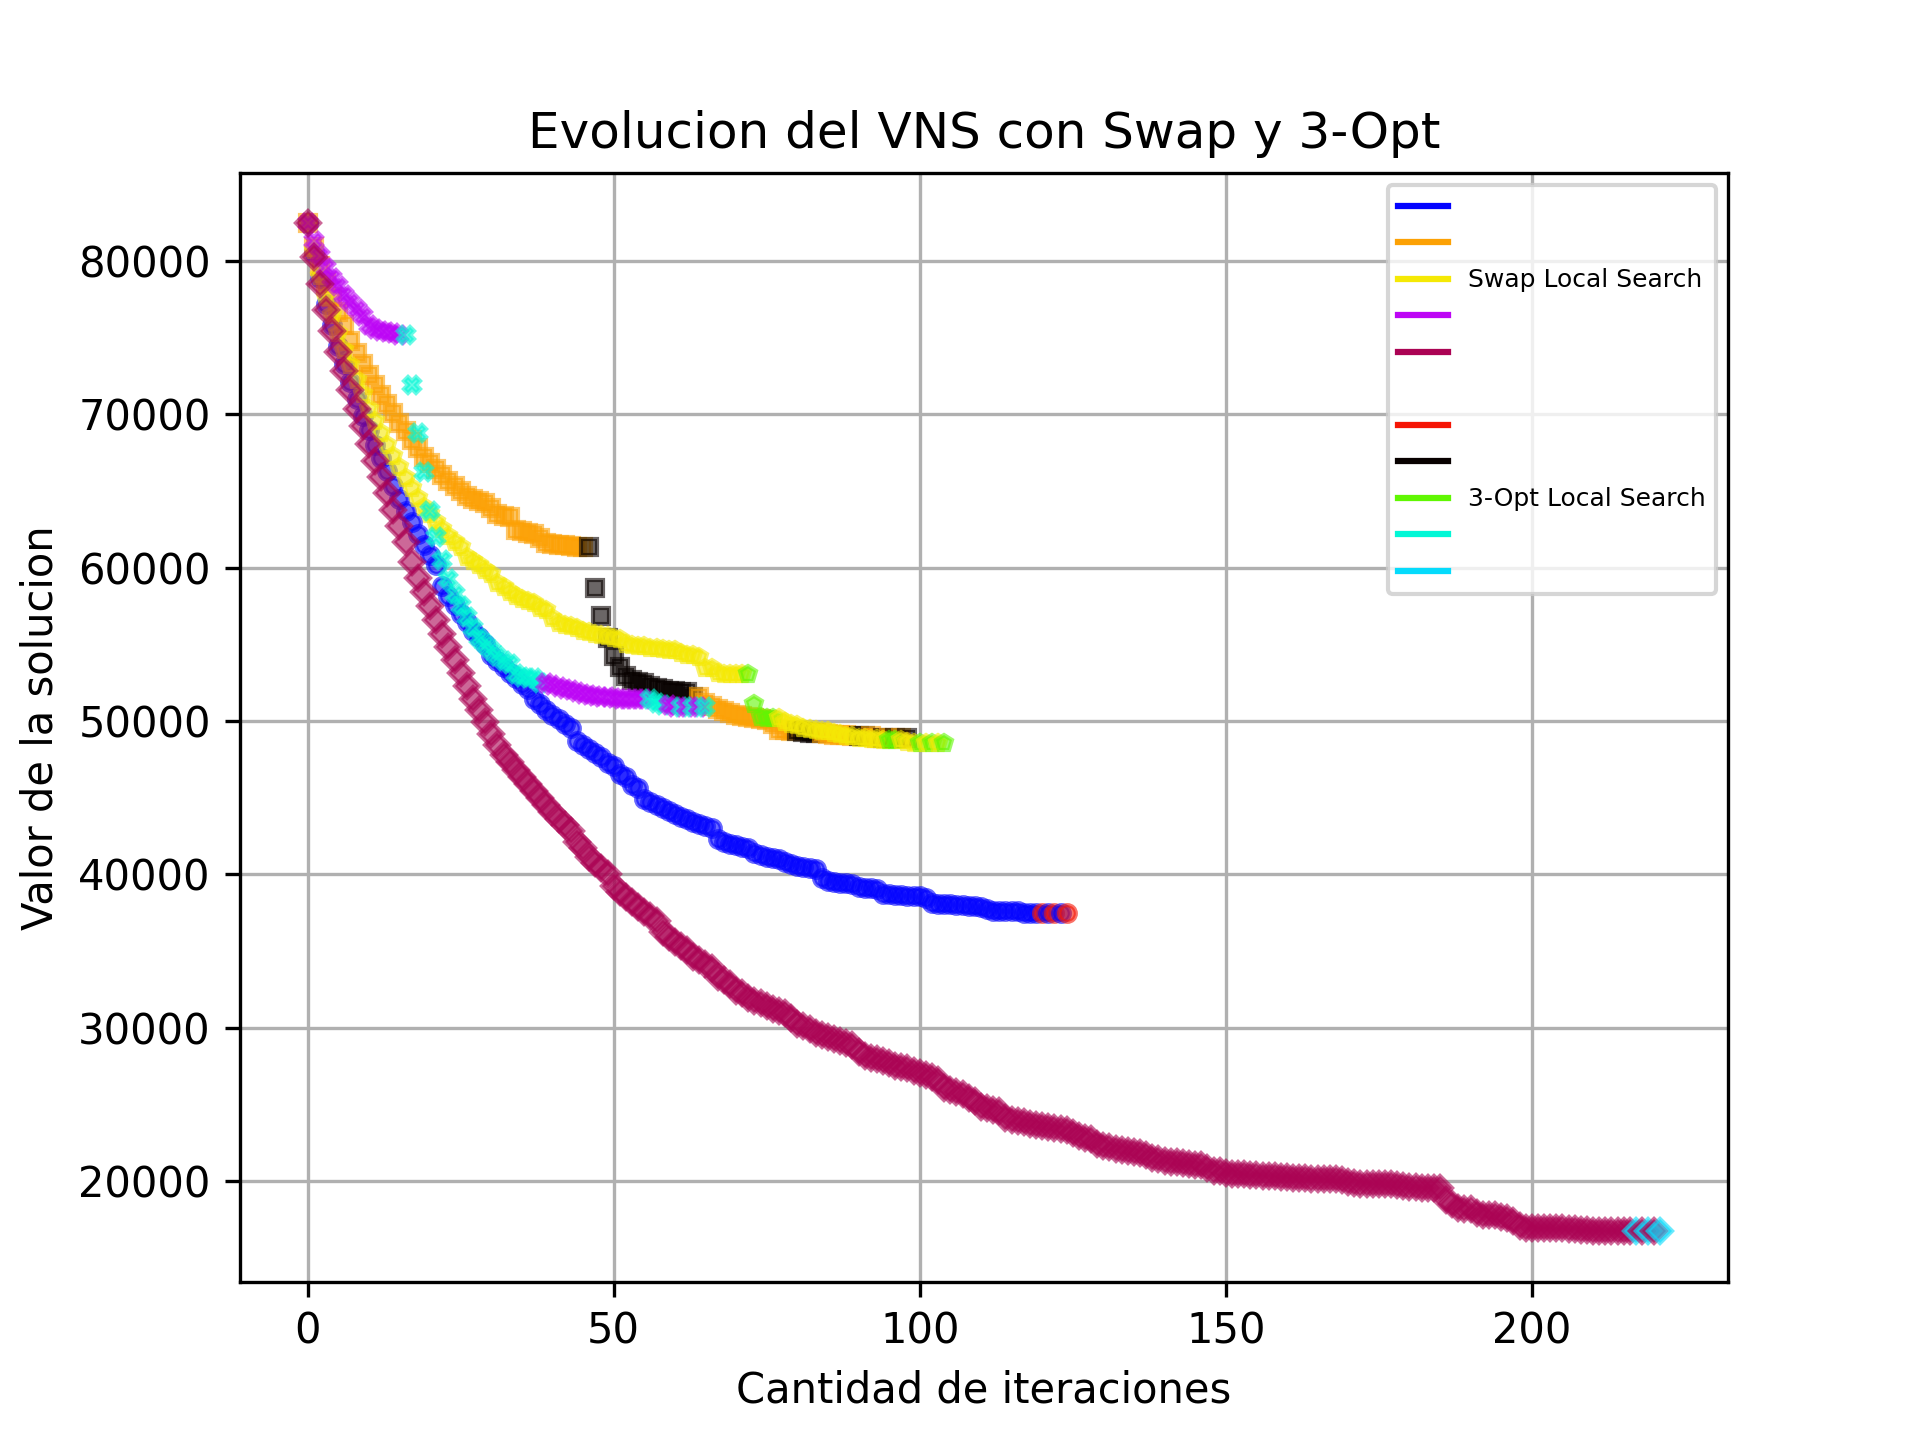 Evolucion del VNS con Swap y 3-Opt
Swap Local Search
3-Opt Local Search
Valor de la solucion
80000
70000
60000
50000
40000
30000
20000
0 50 100 150 200
Cantidad de iteraciones